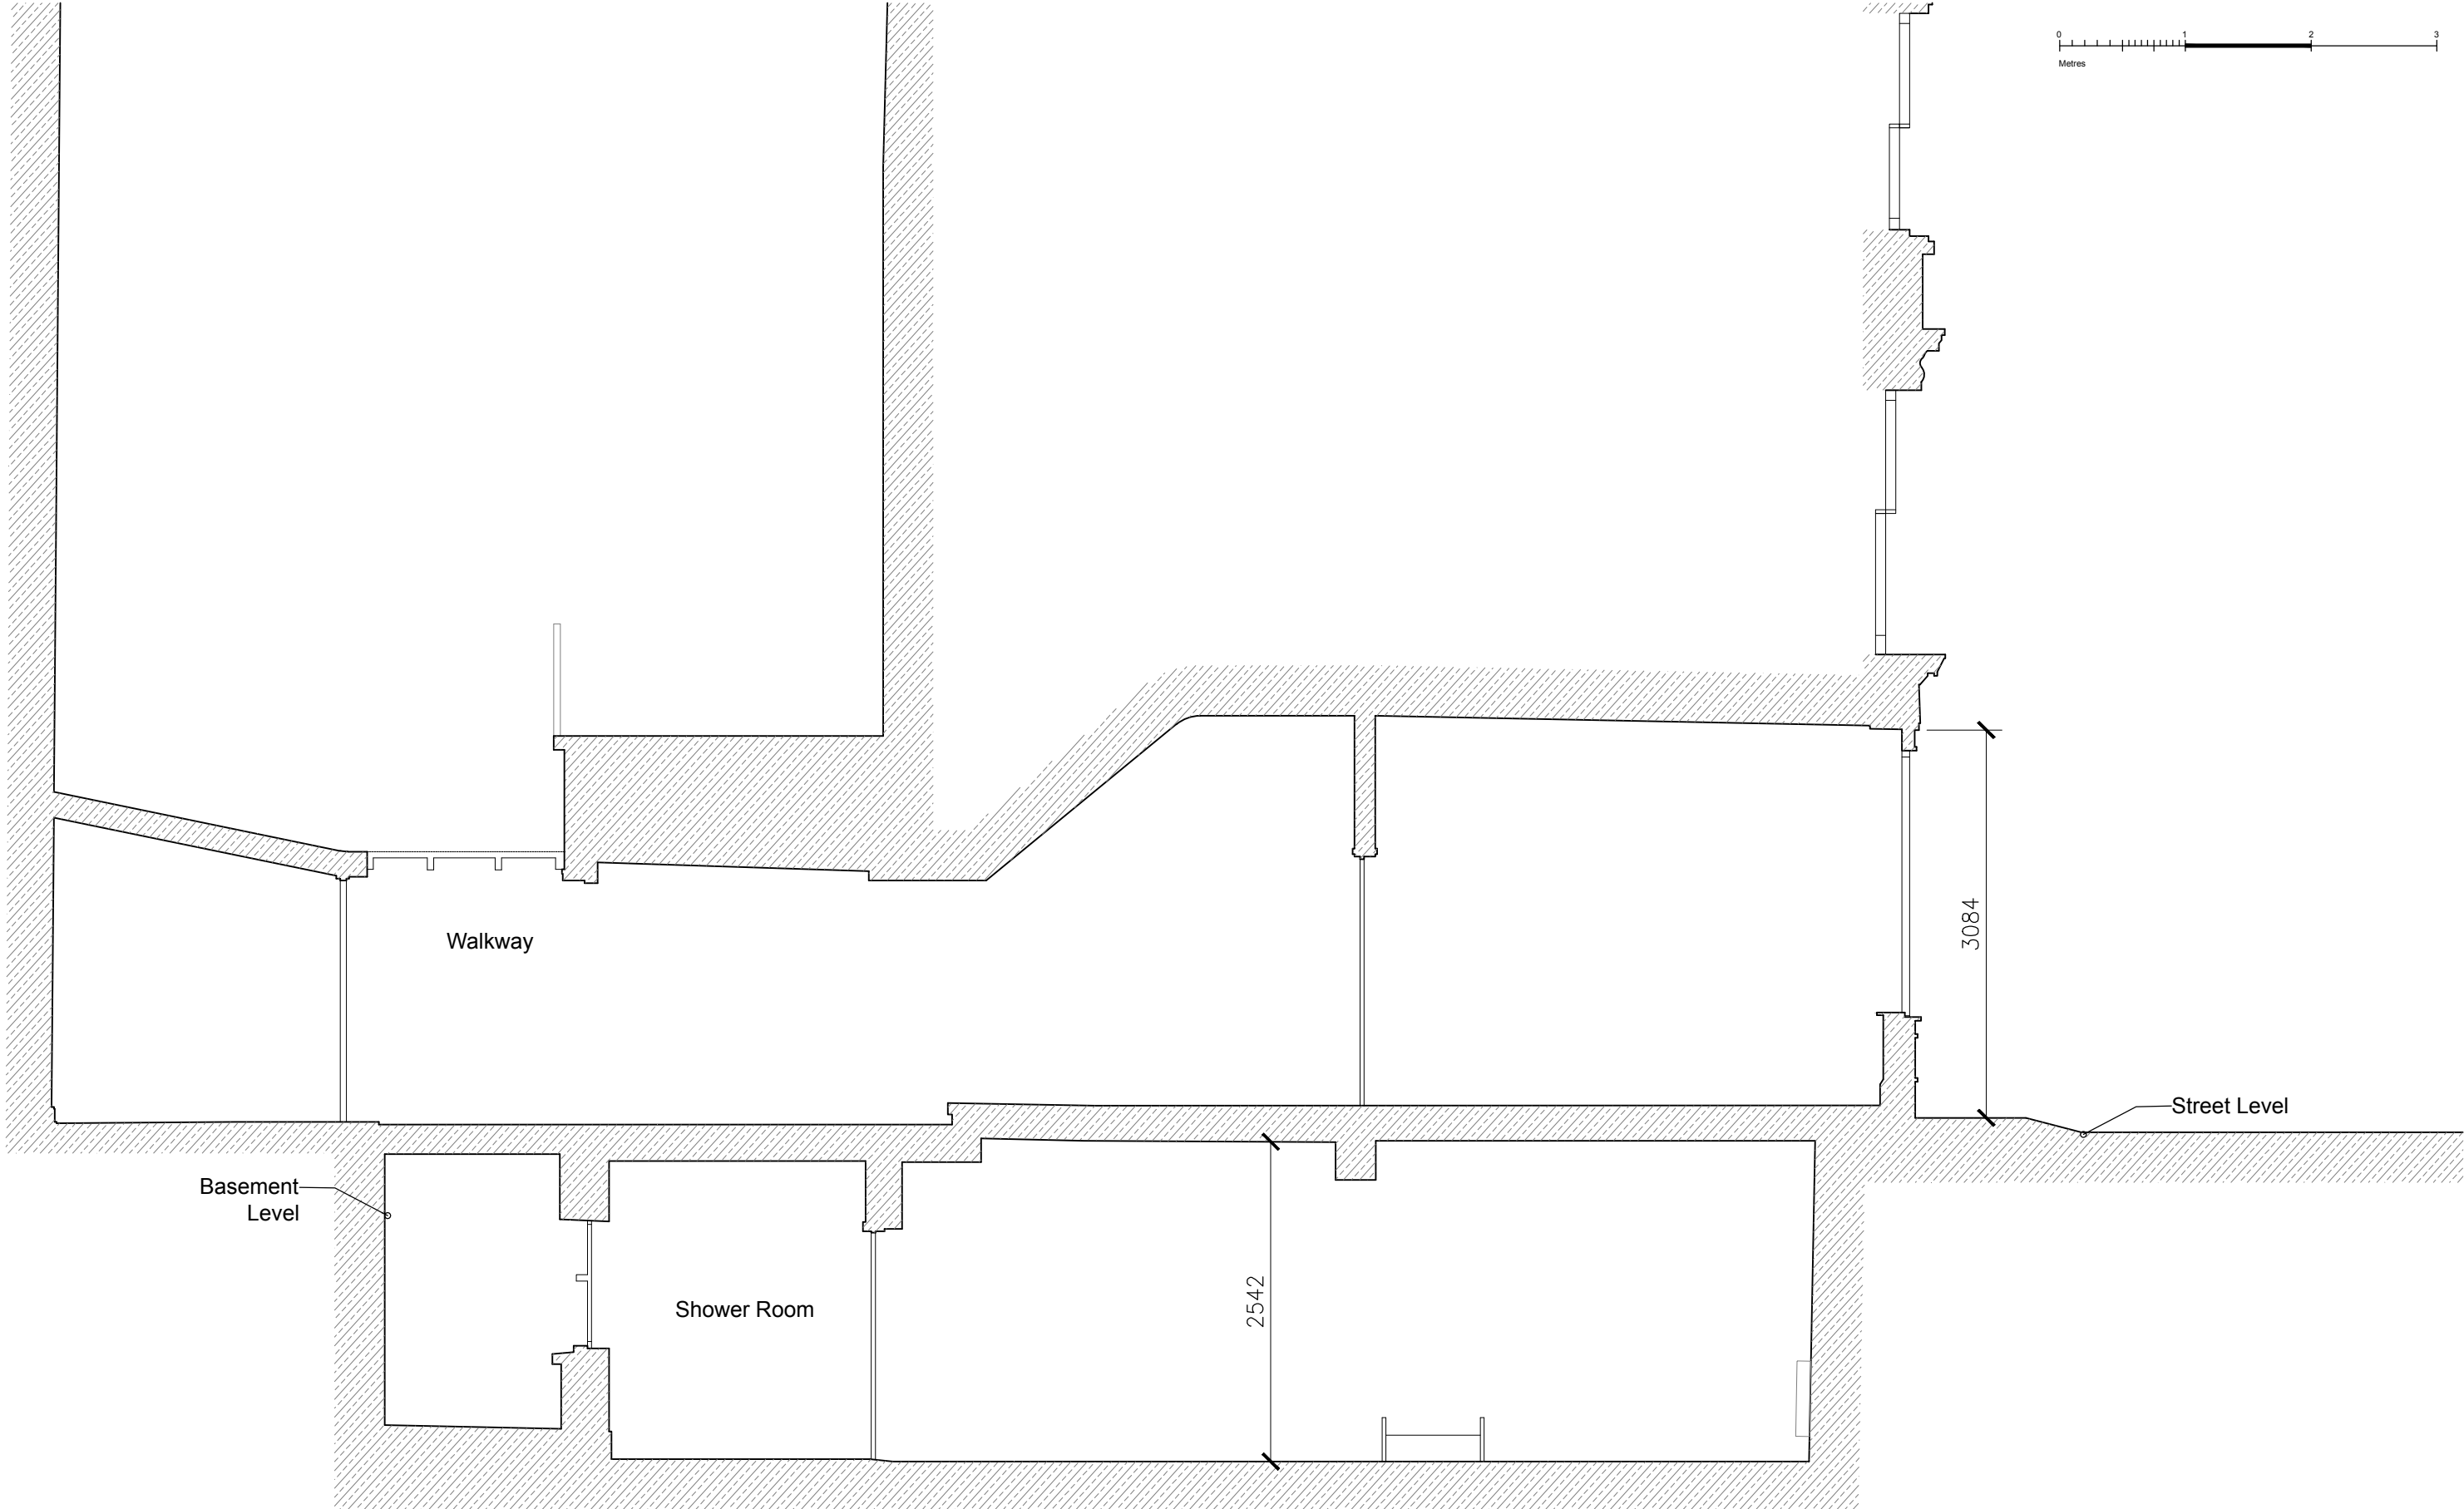 0 1 2 3
Metres
Walkway
3084
Street Level
Basement
Level
Shower Room
2542